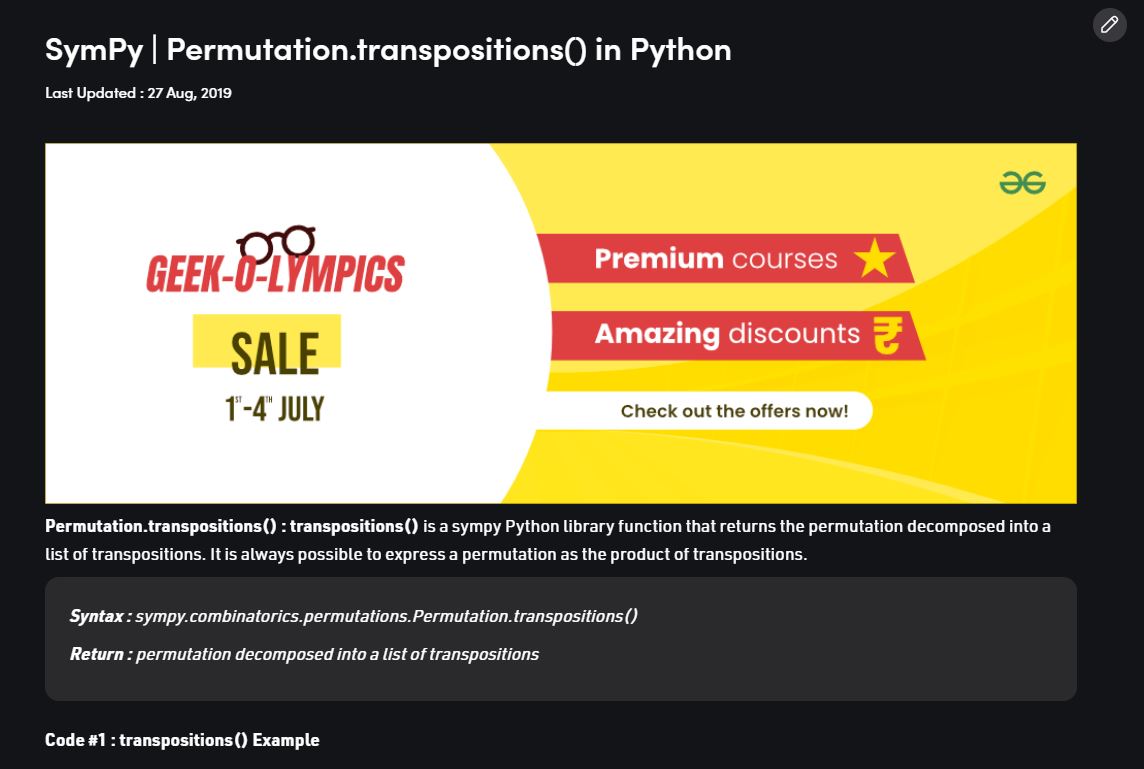 SymPy | Permutation.transpositions() in Python
Last Updated : 27 Aug, 2019
GEEK-O-LYMPICS
SALE
1ST-4TH JULY
Premium courses
Amazing discounts ₹
Check out the offers now!
Permutation.transpositions() : transpositions() is a sympy Python library function that returns the permutation decomposed into a
list of transpositions. It is always possible to express a permutation as the product of transpositions.
Syntax : sympy.combinatorics.permutations.Permutation.transpositions()
Return : permutation decomposed into a list of transpositions
Code #1 : transpositions() Example